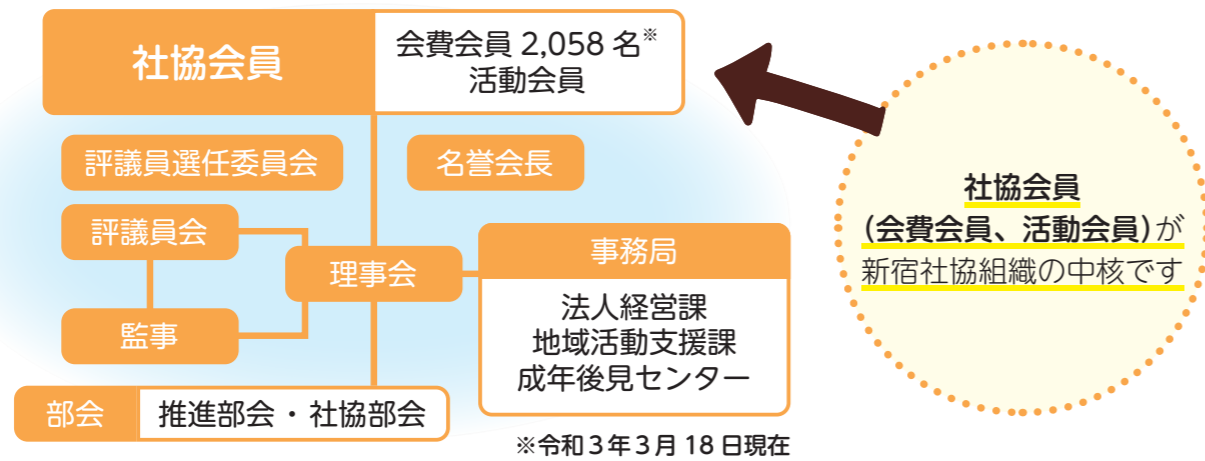 社協会員
会費会員 2,058 名※
活動会員
評議員選任委員会
名誉会長
評議員会
理事会
監事
事務局
法人経営課
地域活動支援課
成年後見センター
部会
推進部会・社協部会
※令和3年3月18日現在
社協会員
(会費会員、活動会員)が
新宿社協組織の中核です